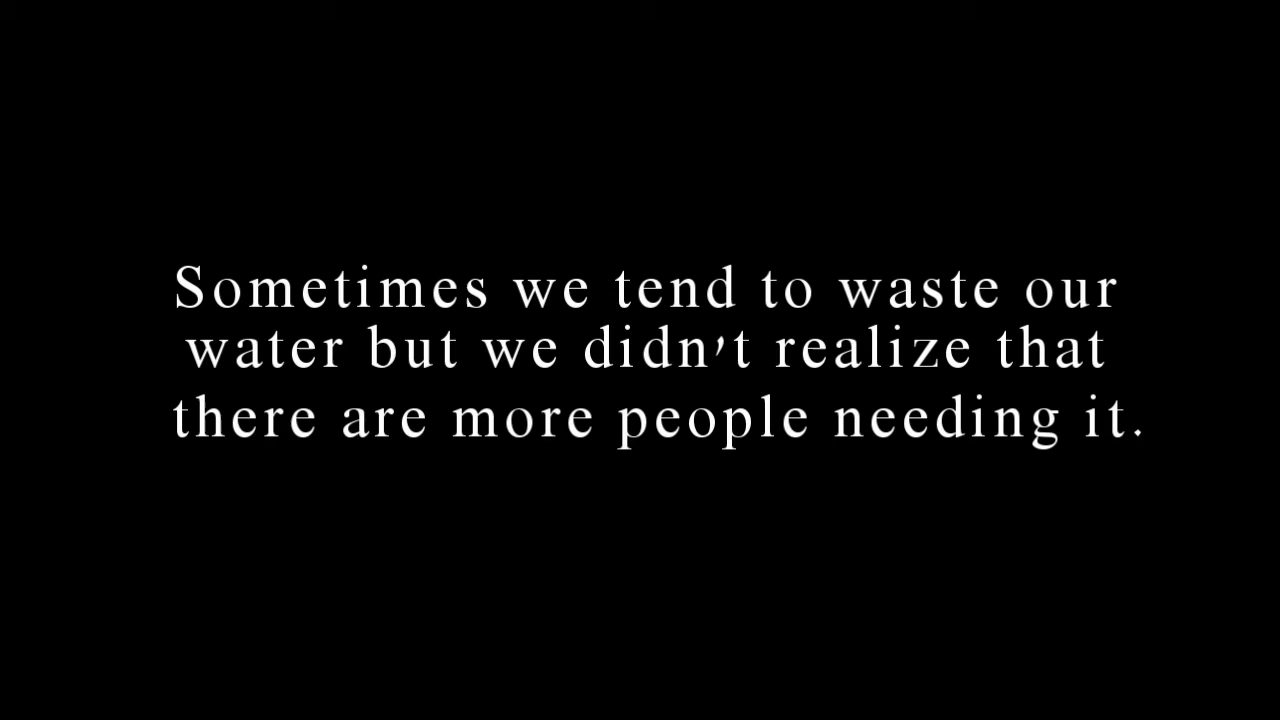 Sometimes we tend to waste our
water but we didn't realize that
there are more people needing it.